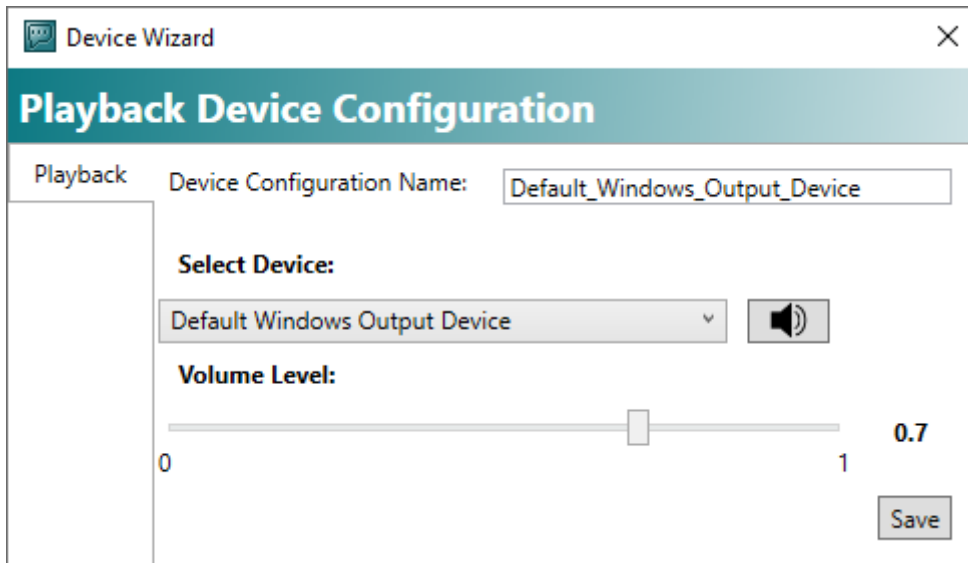 Device Wizard
Playback Device Configuration
Playback
Device Configuration Name: Default_Windows_Output_Device
Select Device:
Default Windows Output Device
Volume Level:
0.7
0 1
Save